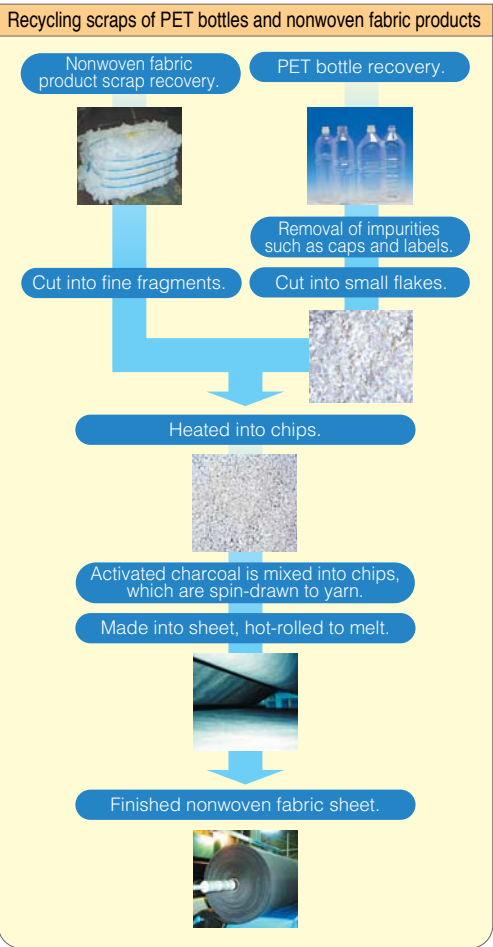 Recycling scraps of PET bottles and nonwoven fabric products
Nonwoven fabric
product scrap recovery.
PET bottle recovery.
Removal of impurities
such as caps and labels.
Cut into fine fragments.
Cut into small flakes.
Heated into chips.
Activated charcoal is mixed into chips,
which are spin-drawn to yarn.
Made into sheet, hot-rolled to melt.
Finished nonwoven fabric sheet.